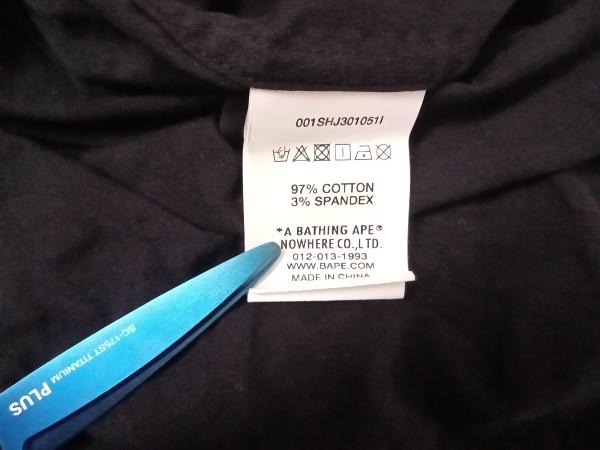 001SHJ301051I
97% COTTON
3% SPANDEX
*A BATHING APE®
NOWHERE CO.,LTD.
012-013-1993
WWW.BAPE.COM
MADE IN CHINA
SC-175ST TITANIUM PLUS